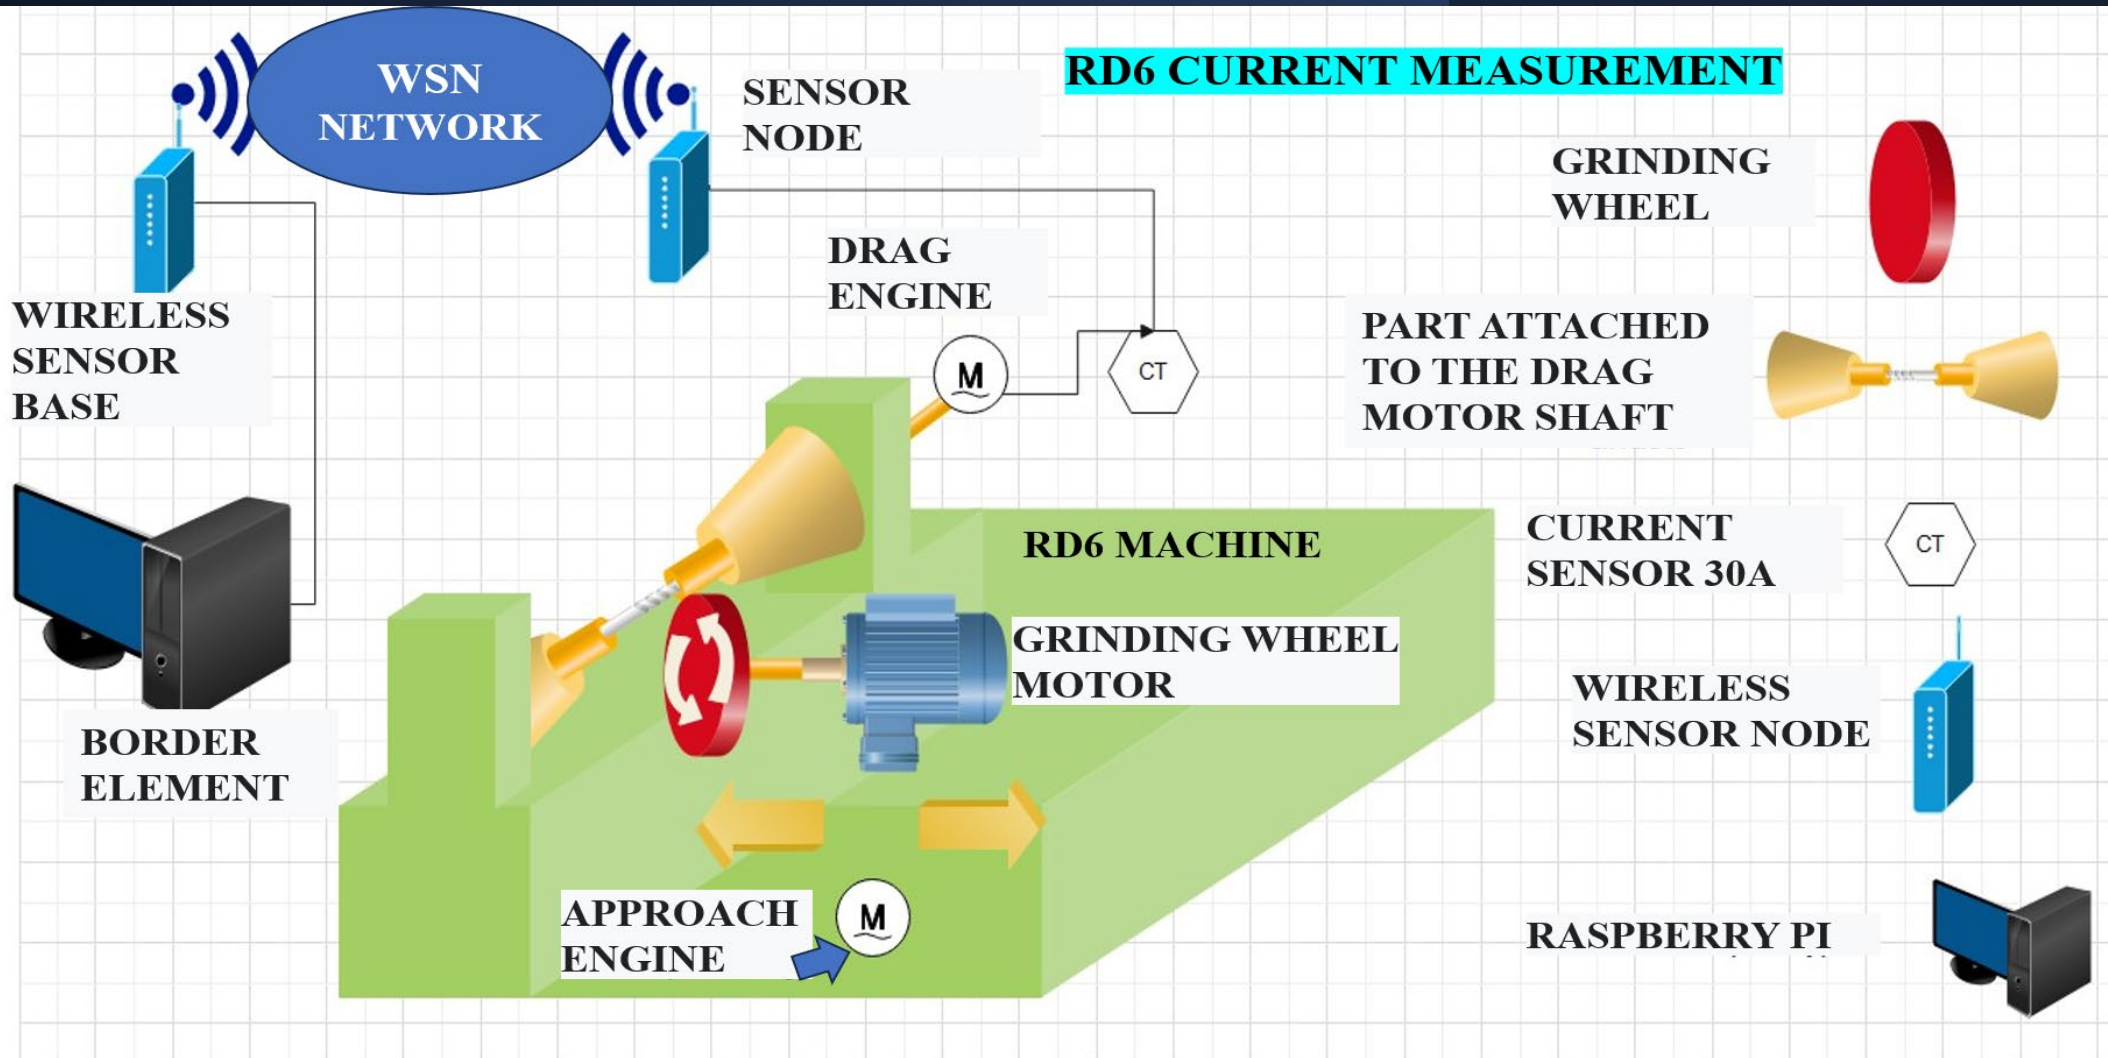 WSN
NETWORK
SENSOR
NODE
RD6 CURRENT MEASUREMENT
GRINDING
WHEEL
DRAG
ENGINE
WIRELESS
SENSOR
BASE
M
CT
PART ATTACHED
TO THE DRAG
MOTOR SHAFT
RD6 MACHINE
CURRENT
SENSOR 30A
CT
GRINDING WHEEL
MOTOR
WIRELESS
SENSOR NODE
BORDER
ELEMENT
APPROACH
ENGINE
M
RASPBERRY PI